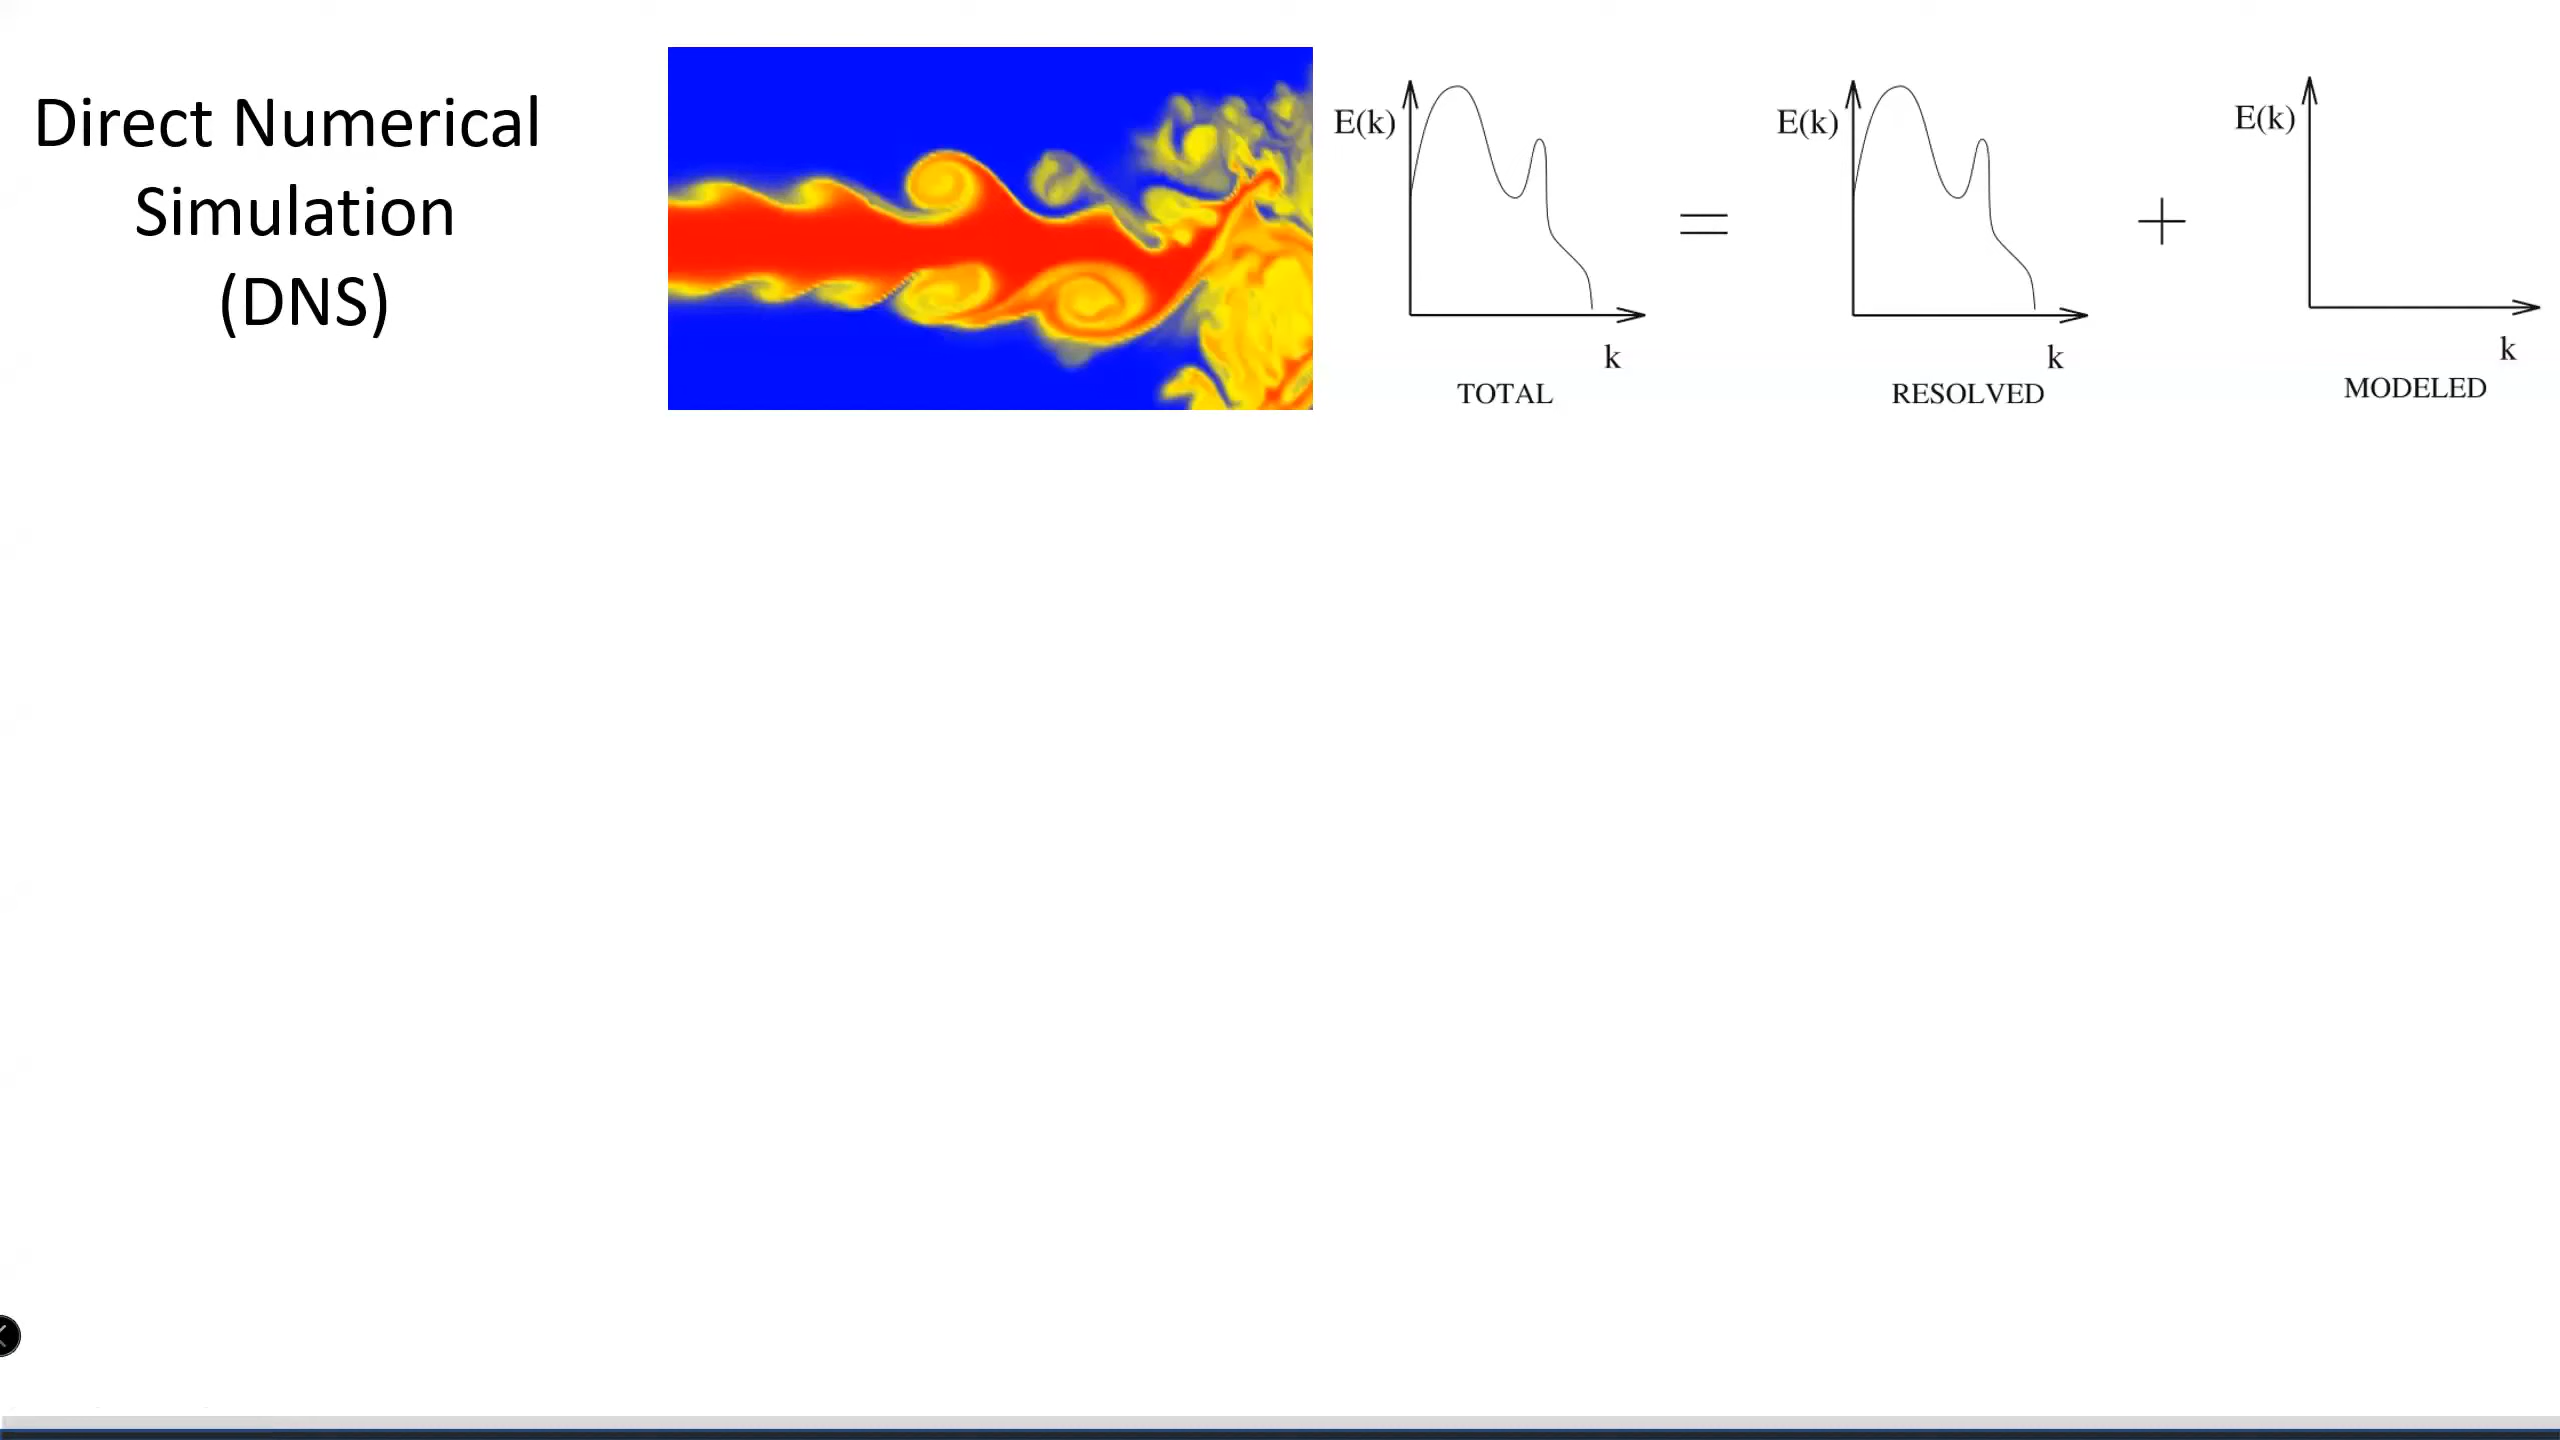 Direct Numerical
Simulation
(DNS)
E(k)
k
TOTAL
=
E(k)
k
RESOLVED
+
E(k)
k
MODELED